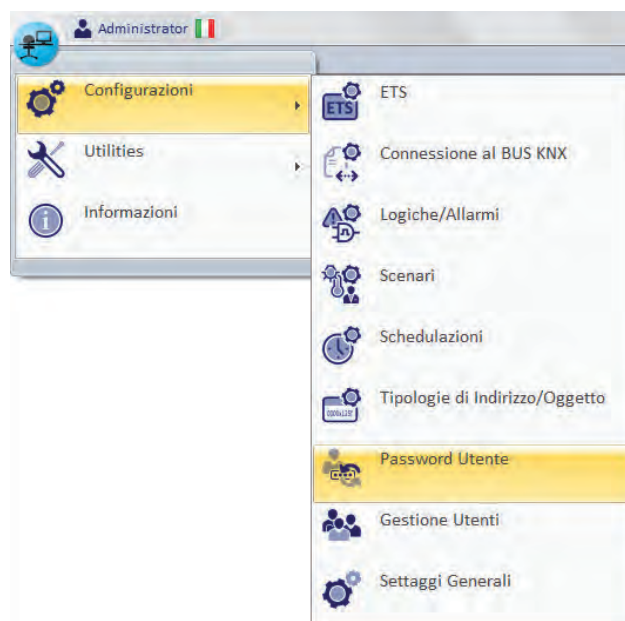 Administrator
Configurazioni
Utilities
Informazioni
ETS
ETS
Connessione al BUS KNX
Logiche/Allarmi
Scenari
Schedulazioni
Tipologie di Indirizzo/Oggetto
Password Utente
Gestione Utenti
Settaggi Generali